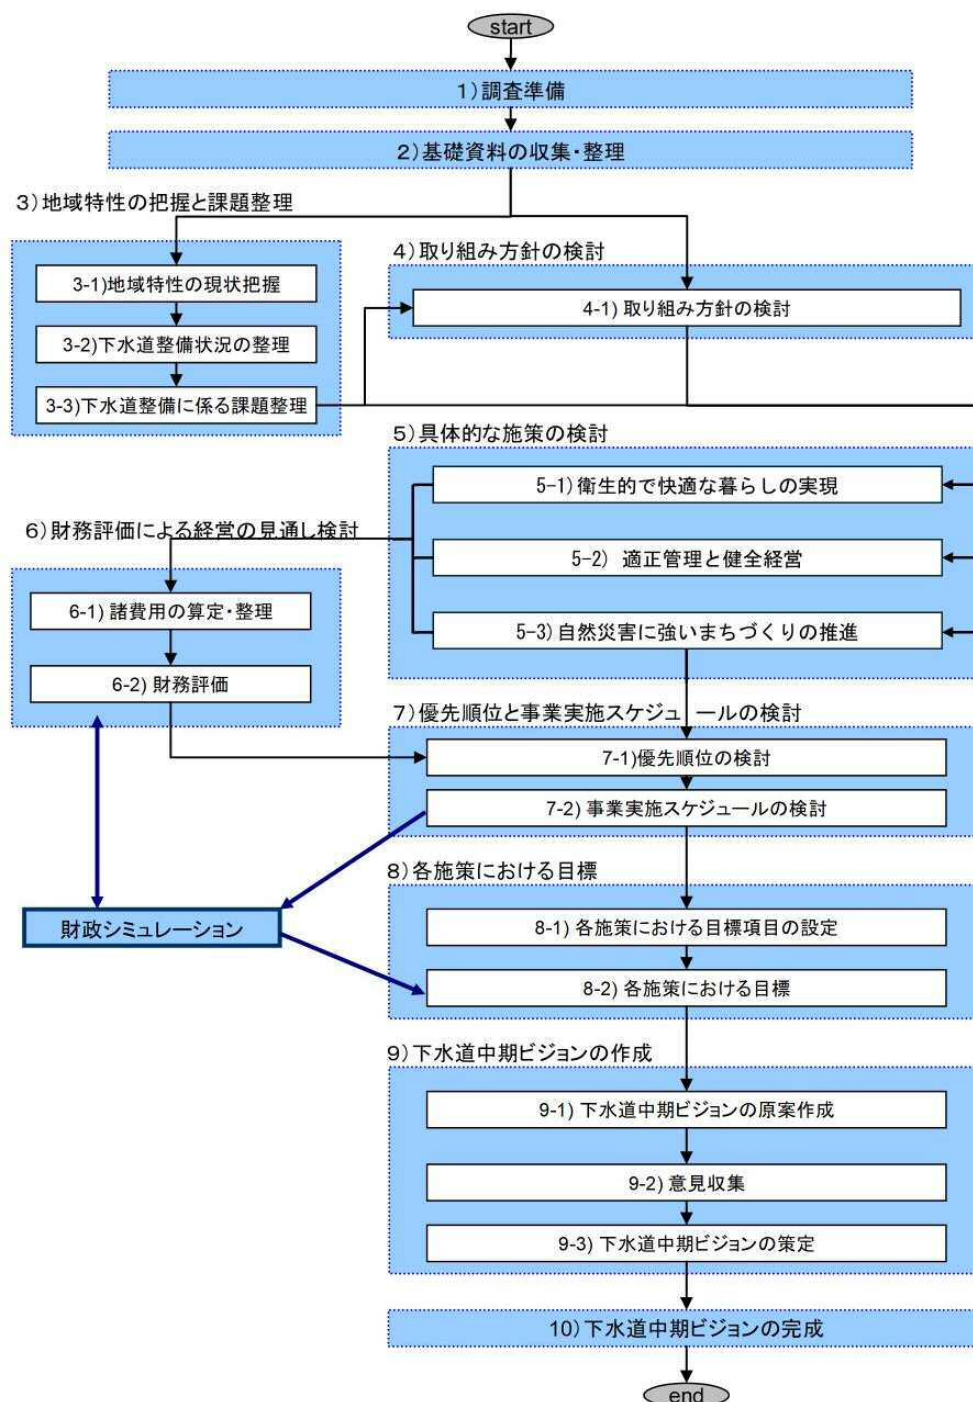 start
1）調査準備
2）基礎資料の収集・整理
3）地域特性の把握と課題整理
3-1)地域特性の現状把握
3-2)下水道整備状況の整理
3-3)下水道整備に係る課題整理
4）取り組み方針の検討
4-1) 取り組み方針の検討
5）具体的な施策の検討
5-1) 衛生的で快適な暮らしの実現
5-2) 適正管理と健全経営
5-3) 自然災害に強いまちづくりの推進
6）財務評価による経営の見通し検討
6-1) 諸費用の算定・整理
6-2) 財務評価
7）優先順位と事業実施スケジュールの検討
7-1)優先順位の検討
7-2) 事業実施スケジュールの検討
財政シミュレーション
8）各施策における目標
8-1) 各施策における目標項目の設定
8-2) 各施策における目標
9）下水道中期ビジョンの作成
9-1) 下水道中期ビジョンの原案作成
9-2) 意見収集
9-3) 下水道中期ビジョンの策定
10）下水道中期ビジョンの完成
end